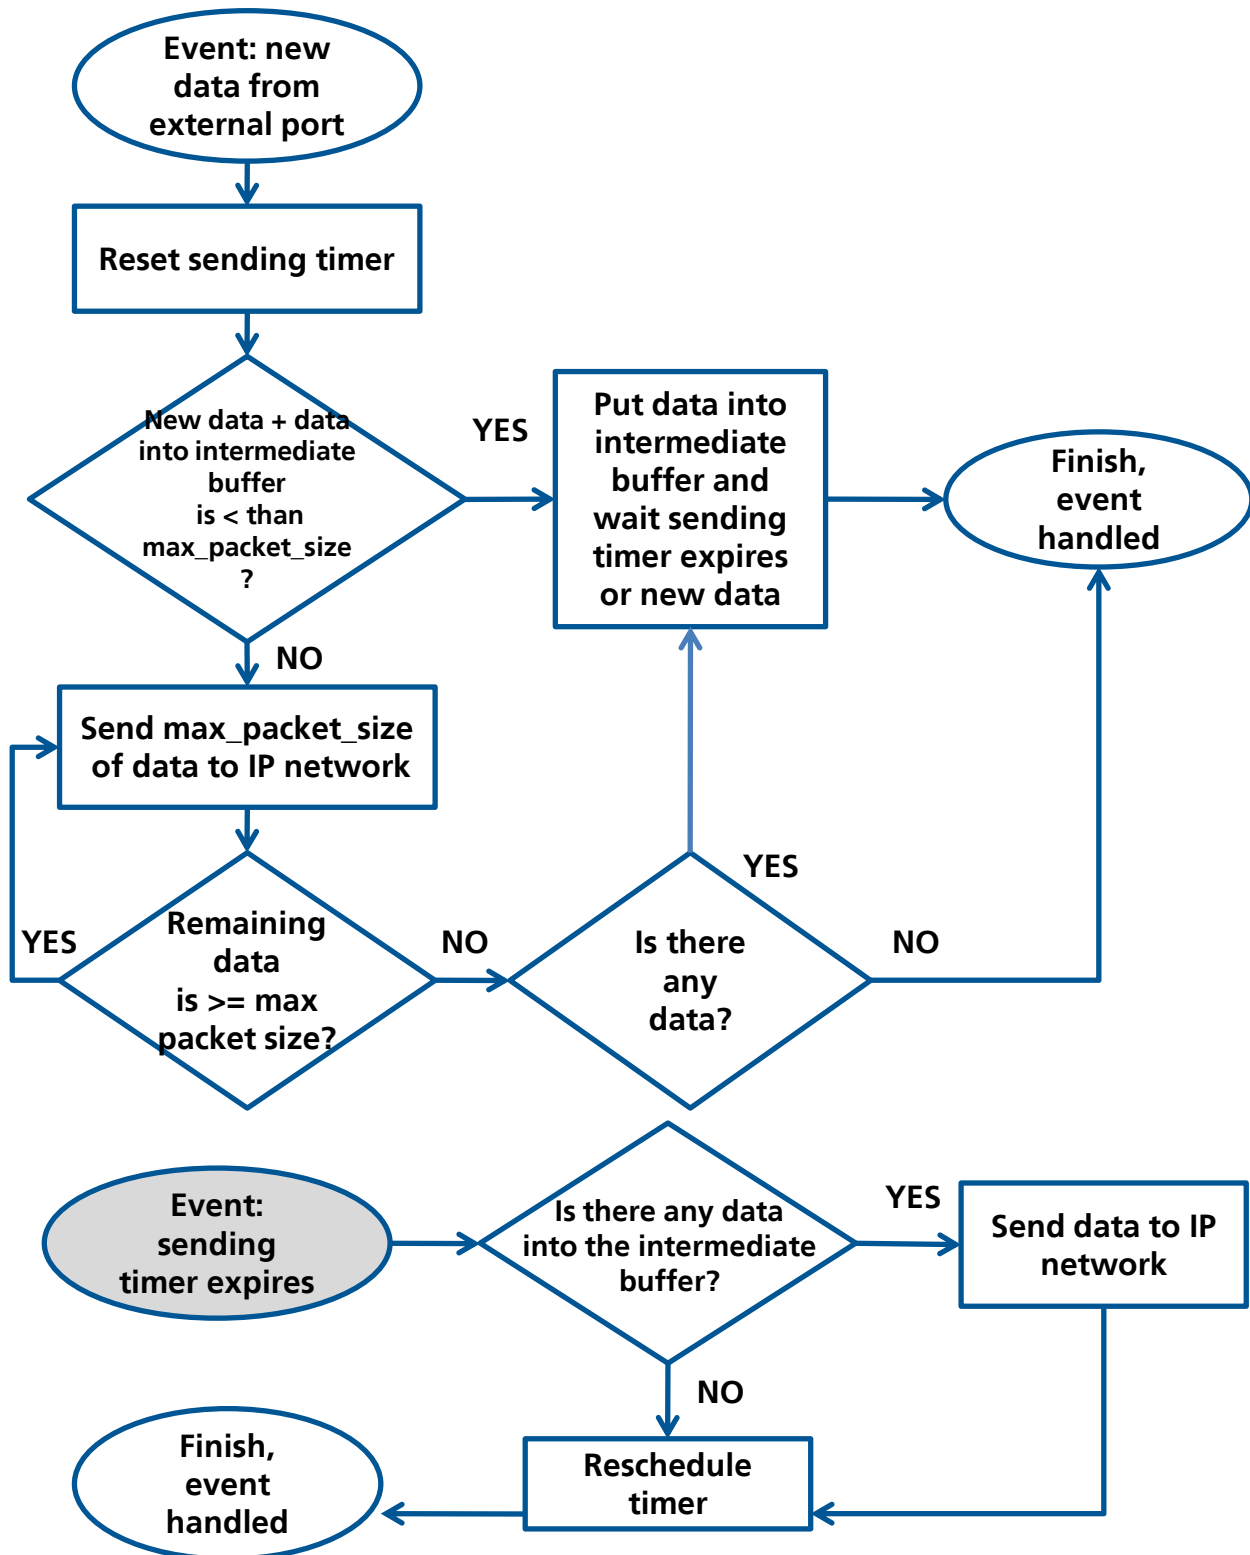 Event: new
data from
external port
Reset sending timer
New data + data
into intermediate
buffer
is < than
max_packet_size
?
YES
Put data into
intermediate
buffer and
wait sending
timer expires
or new data
Finish,
event
handled
NO
Send max_packet_size
of data to IP network
YES
Remaining
data
is >= max
packet size?
NO
YES
Is there
any
data?
NO
Event:
sending
timer expires
Is there any data
into the intermediate
buffer?
YES
Send data to IP
network
NO
Reschedule
timer
Finish,
event
handled